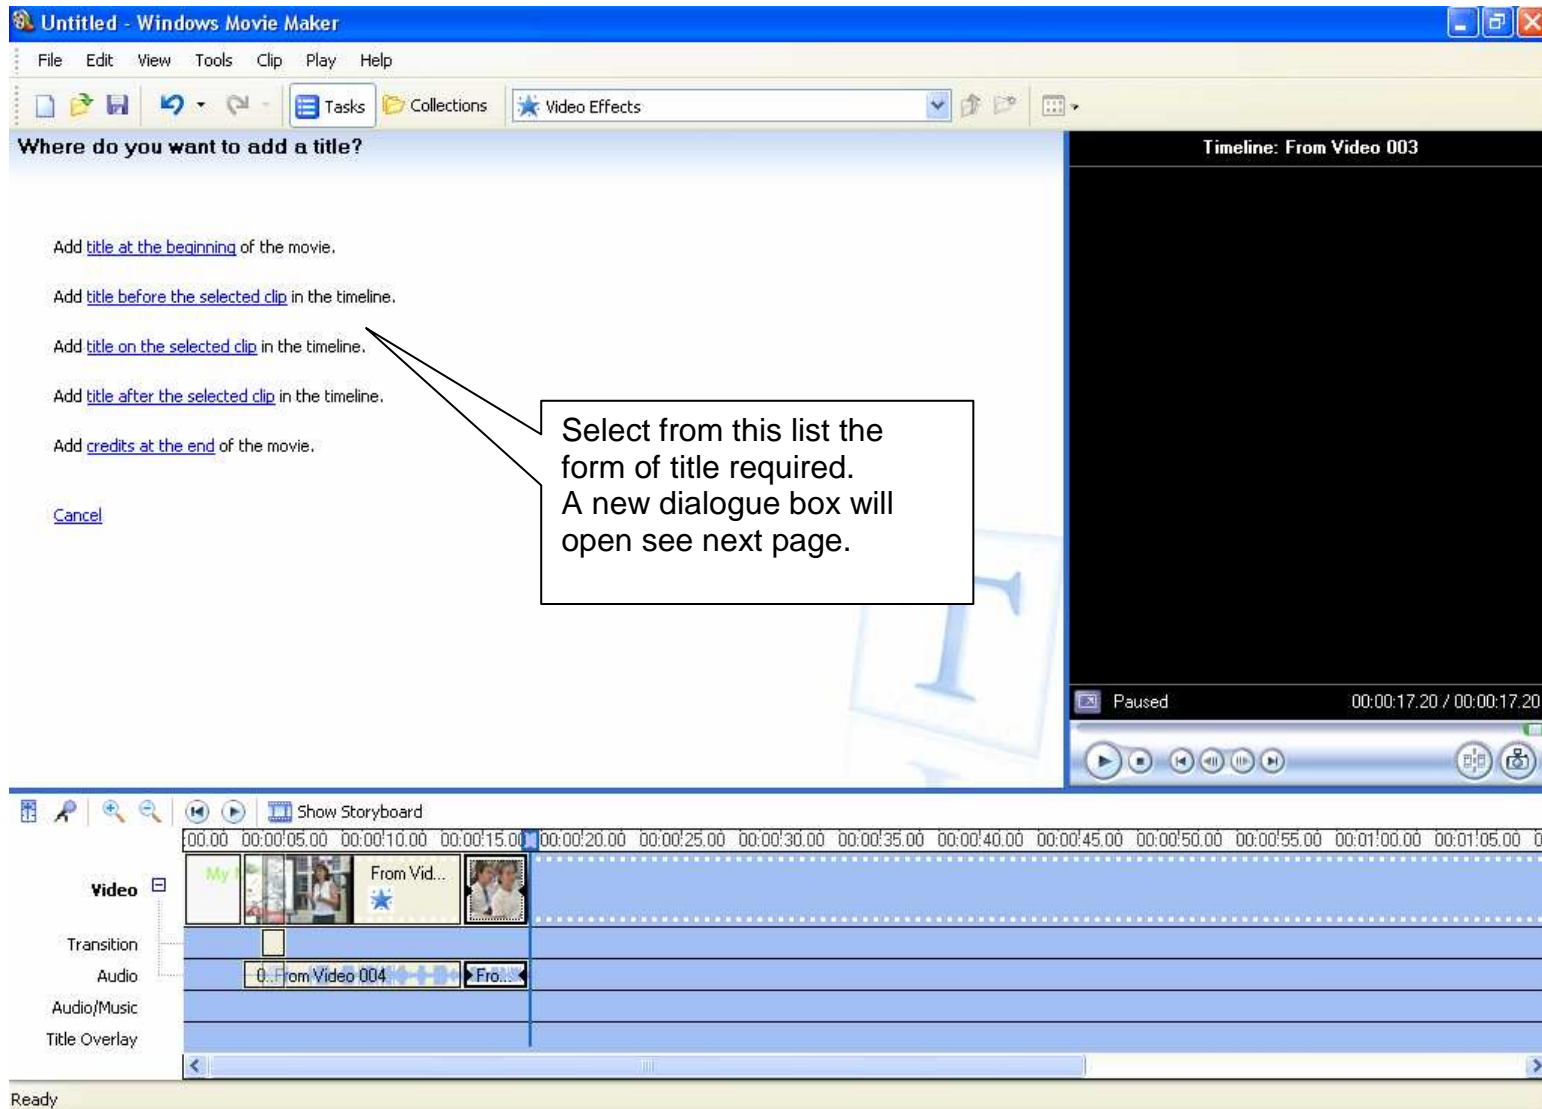 Untitled - Windows Movie Maker
File Edit View Tools Clip Play Help
Tasks Collections Video Effects
Where do you want to add a title?
Timeline: From Video 003
Add title at the beginning of the movie.
Add title before the selected clip in the timeline.
Add title on the selected clip in the timeline.
Add title after the selected clip in the timeline.
Add credits at the end of the movie.
Cancel
Select from this list the
form of title required.
A new dialogue box will
open see next page.
T
Paused 00:00:17.20 / 00:00:17.20
Show Storyboard
:00.00 00:00:05.00 00:00:10.00 00:00:15.00 00:00:20.00 00:00:25.00 00:00:30.00 00:00:35.00 00:00:40.00 00:00:45.00 00:00:50.00 00:00:55.00 00:01:00.00 00:01:05.00 0
Video My From Vid...
Transition
Audio 0.. From Video 004 Fro...
Audio/Music
Title Overlay
Ready